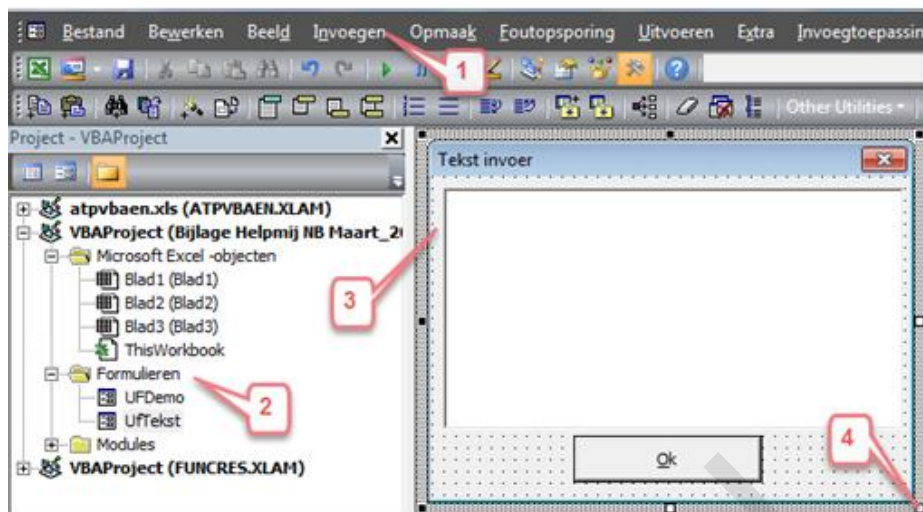 Bestand Bewerken Beeld Invoegen Opmaak Foutopsporing Uitvoeren Extra Invoegtoepassin
1
Other Utilities
Project - VBAProject
atpvbaen.xls (ATPVBAEN.XLAM)
VBAProject (Bijlage Helpmij NB Maart_2
Microsoft Excel -objecten
Blad1 (Blad1)
Blad2 (Blad2)
Blad3 (Blad3)
ThisWorkbook
Formulieren
UFDemo
UfTekst
Modules
VBAProject (FUNCRES.XLAM)
2
Tekst invoer
3
Ok
4